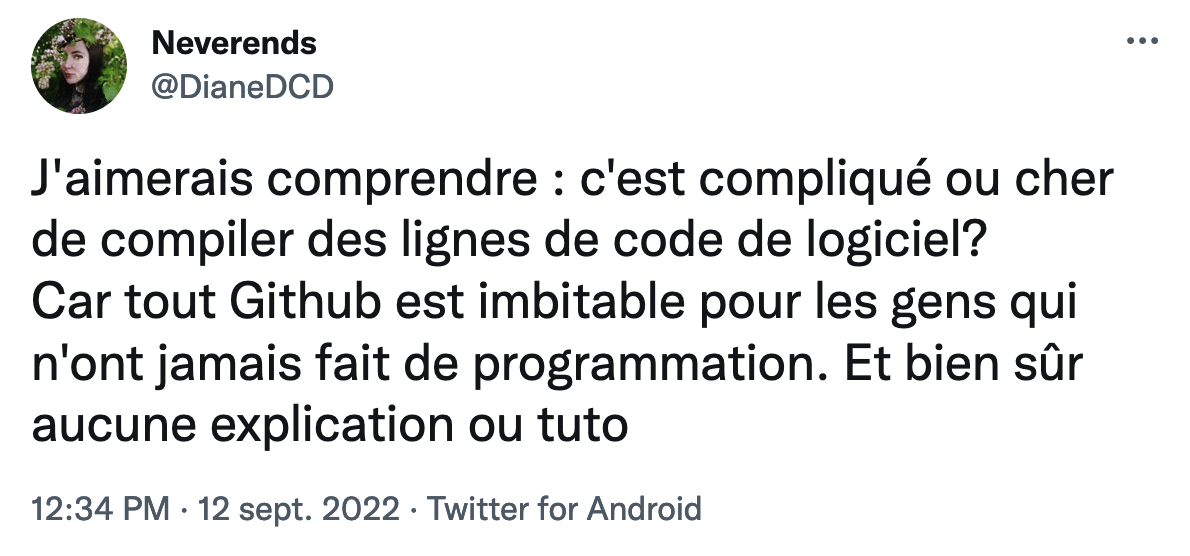 Neverends
@DianeDCD
J'aimerais comprendre : c'est compliqué ou cher
de compiler des lignes de code de logiciel?
Car tout Github est imbitable pour les gens qui
n'ont jamais fait de programmation. Et bien sûr
aucune explication ou tuto
12:34 PM · 12 sept. 2022 · Twitter for Android